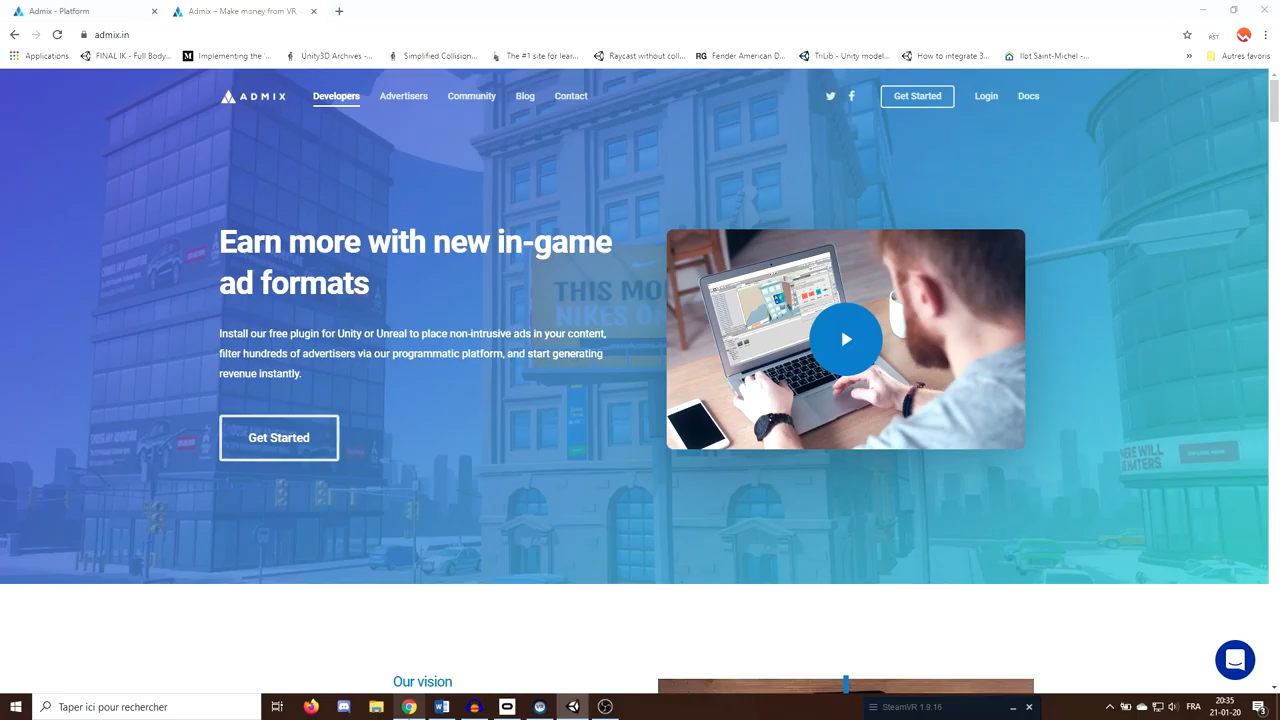 Admix - Platform
Admix – Make money from VR,
admix.in
Applications
FINAL IK - Full Body...
Implementing the '...
Unity3D Archives -...
Simplified Collision...
The #1 site for lear...
Raycast without coll...
RG Fender American D...
TriLib - Unity model...
How to integrate 3...
Ilot Saint-Michel -...
»
Autres favoris
ADMIX
Developers
Advertisers
Community
Blog
Contact
Get Started
Login
Docs
Earn more with new in-game
ad formats
THIS MO
NIKES O
Install our free plugin for Unity or Unreal to place non-intrusive ads in your content,
filter hundreds of advertisers via our programmatic platform, and start generating
revenue instantly.
Get Started
HERE WILL
BE HATERS
Our vision
Taper ici pour rechercher
SteamVR 1.9.16
FRA
20:35
21-01-20